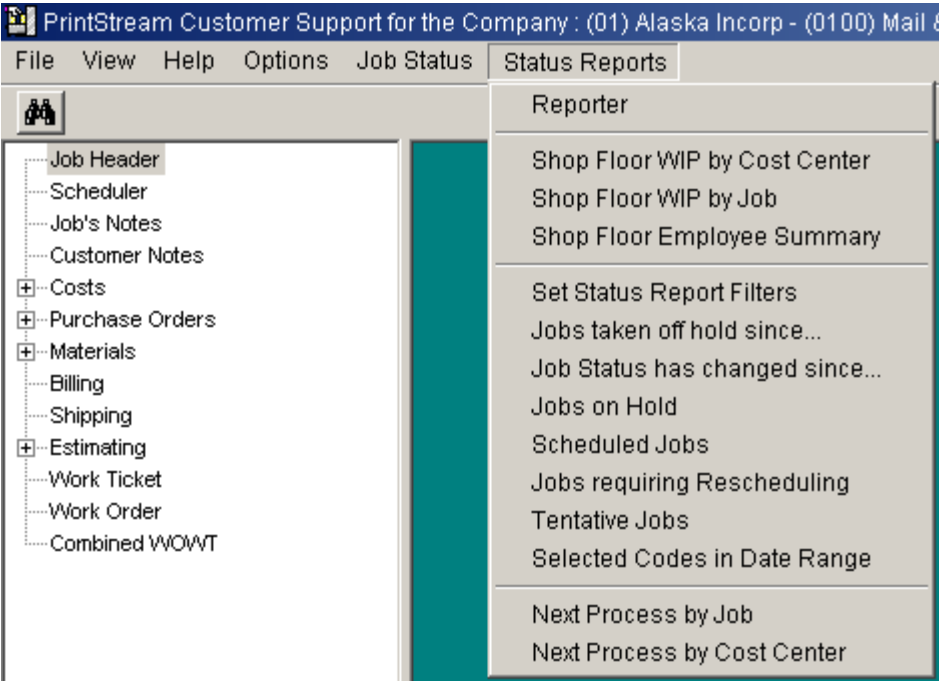 PrintStream Customer Support for the Company : (01) Alaska Incorp - (0100) Mail &
File View Help Options Job Status Status Reports
Reporter
Shop Floor WIP by Cost Center
Shop Floor WIP by Job
Shop Floor Employee Summary
Set Status Report Filters
Jobs taken off hold since...
Job Status has changed since...
Jobs on Hold
Scheduled Jobs
Jobs requiring Rescheduling
Tentative Jobs
Selected Codes in Date Range
Next Process by Job
Next Process by Cost Center
Job Header
Scheduler
Job's Notes
Customer Notes
Costs
Purchase Orders
Materials
Billing
Shipping
Estimating
Work Ticket
Work Order
Combined WOWT